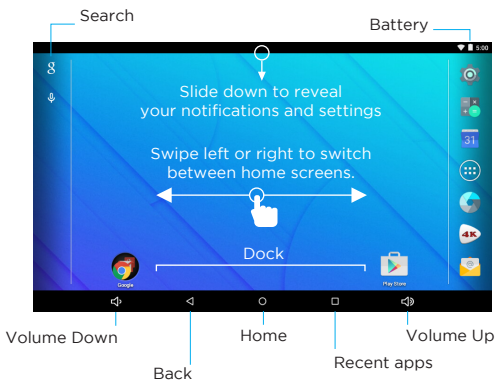 Search
Battery
5:00
g
Slide down to reveal
your notifications and settings
31
Swipe left or right to switch
between home screens.
4K
Dock
Google
Play Store
Volume Down
Home
Volume Up
Recent apps
Back